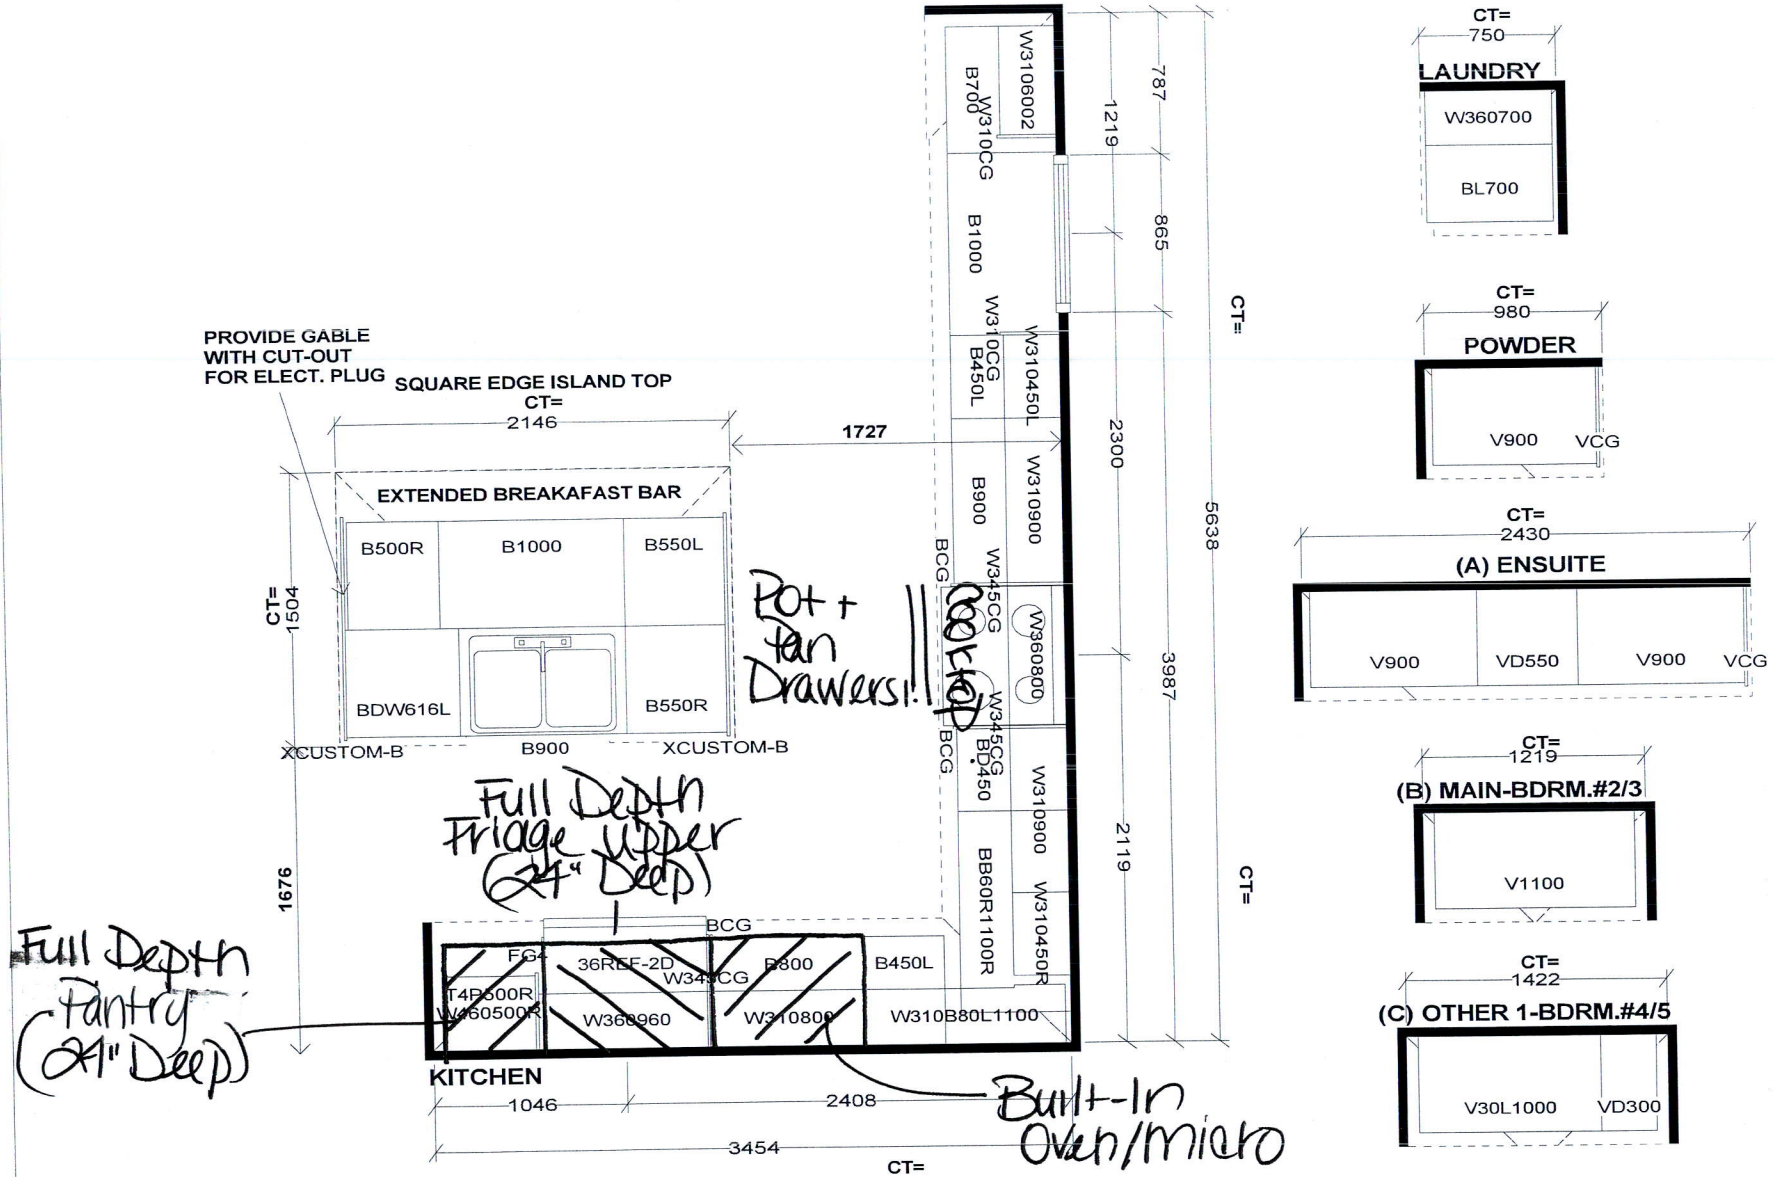 CT=
750
LAUNDRY
W360700
BL700
CT=
980
POWDER
V900
VCG
CT=
2430
(A) ENSUITE
V900
VD550
V900
VCG
CT=
1219
(B) MAIN-BDRM.#2/3
V1100
CT=
1422
(C) OTHER 1-BDRM.#4/5
V30L1000
VD300
PROVIDE GABLE
WITH CUT-OUT
FOR ELECT. PLUG
SQUARE EDGE ISLAND TOP
CT=
2146
EXTENDED BREAKAFAST BAR
B500R
B1000
B550L
BDW616L
B550R
XCUSTOM-B
B900
XCUSTOM-B
CT=
1504
1676
1727
W3106002
B700
W310CG
B1000
W310CG
B450L
W310450L
B900
W310900
BCG
W345CG
W360800
W345CG
BCG
BD450
W310900
BB60R1100R
W310450R
787
1219
865
2300
3987
2119
5638
CT=
CT=
Pot +
Pan
Drawers!!
Cooktop
Full Depth
Fridge Upper
(24" Deep)
Full Depth
Pantry
(24" Deep)
BCG
FG4
36REF-2D
W345CG
B800
B450L
T4P500R
W460500R
W360960
W310800
W310B80L1100
KITCHEN
1046
2408
3454
CT=
Built-In
Oven/micro